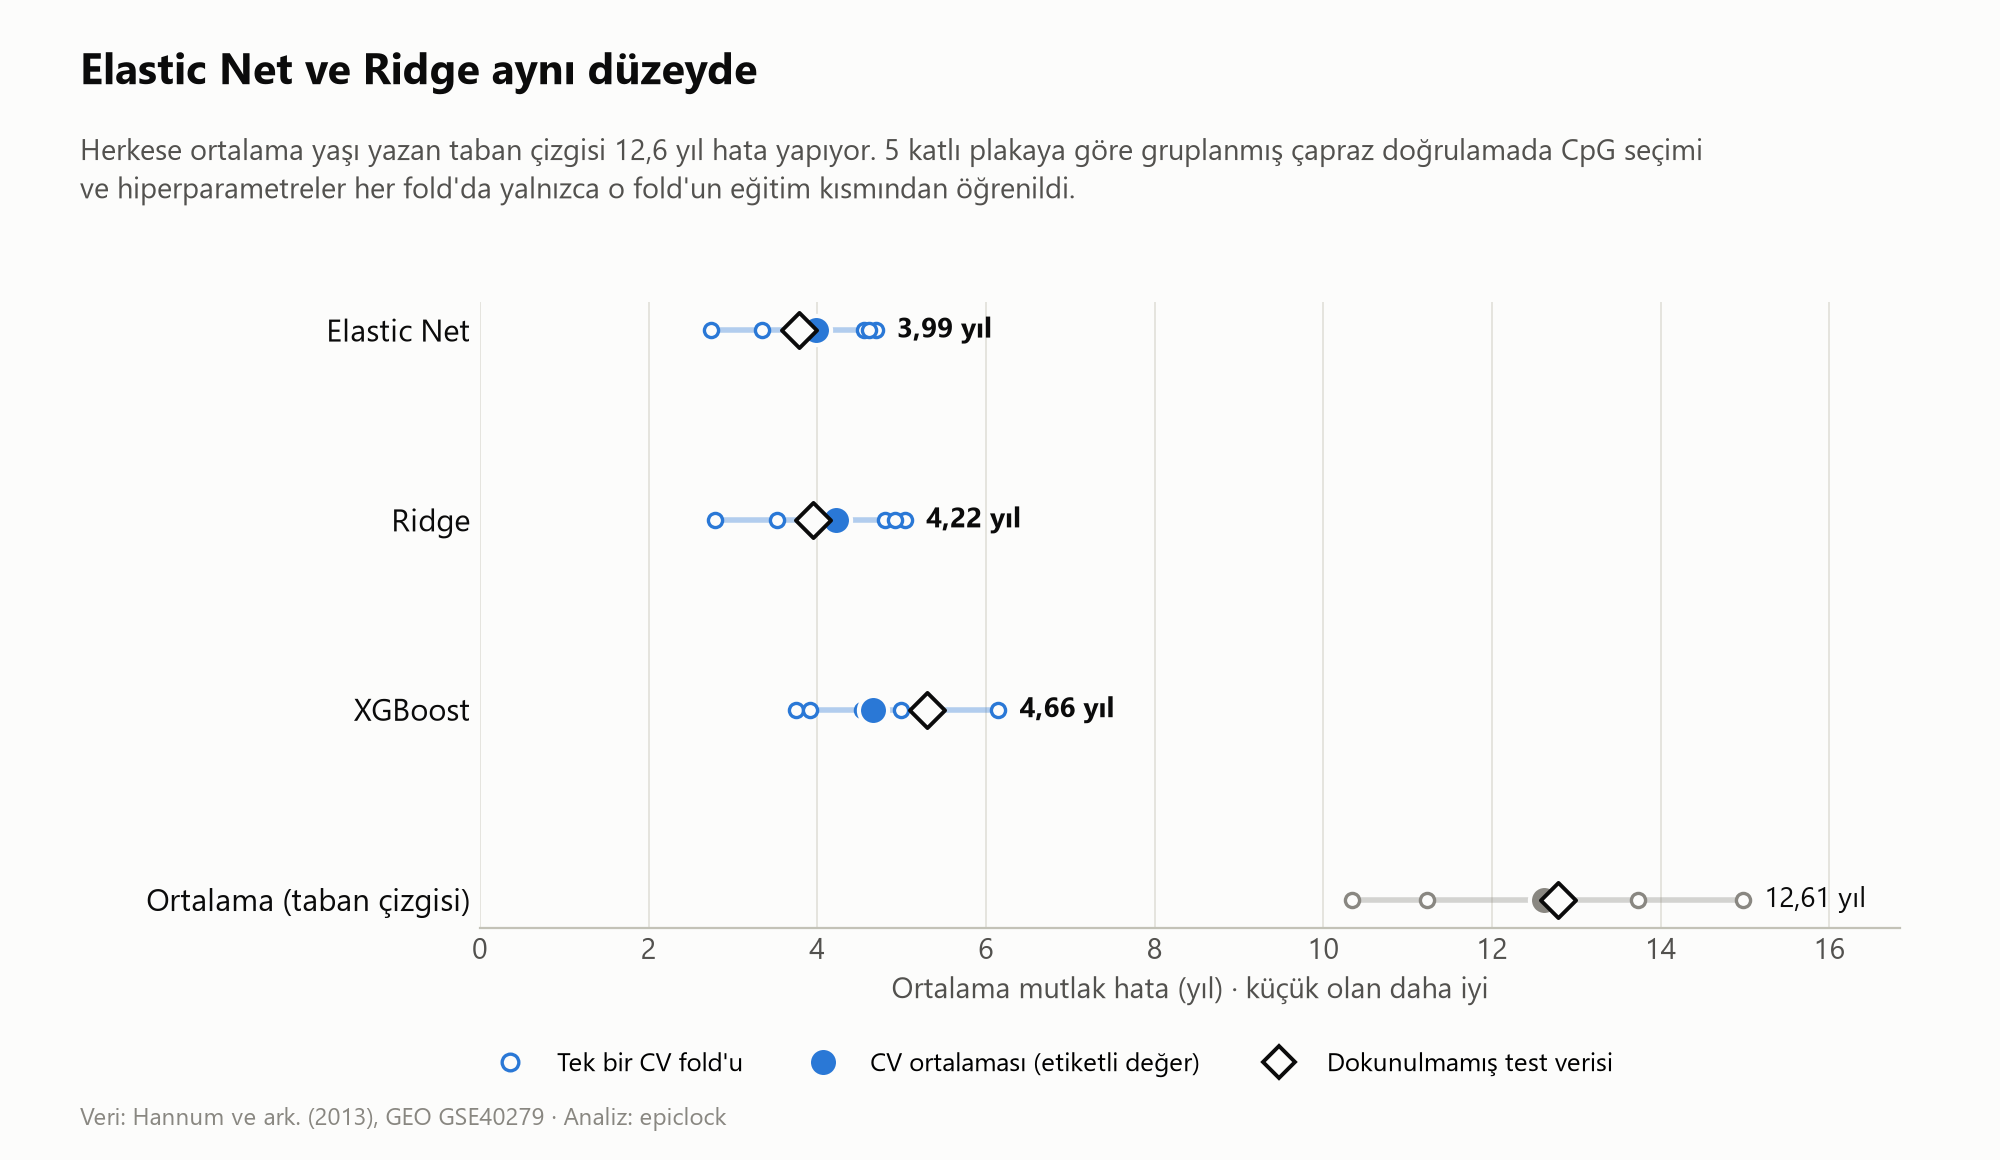 Elastic Net ve Ridge aynı düzeyde
Herkese ortalama yaşı yazan taban çizgisi 12,6 yıl hata yapıyor. 5 katlı plakaya göre gruplanmış çapraz doğrulamada CpG seçimi
ve hiperparametreler her fold'da yalnızca o fold'un eğitim kısmından öğrenildi.
Elastic Net
3,99 yıl
Ridge
4,22 yıl
XGBoost
4,66 yıl
Ortalama (taban çizgisi)
12,61 yıl
0 2 4 6 8 10 12 14 16
Ortalama mutlak hata (yıl) · küçük olan daha iyi
Tek bir CV fold'u
CV ortalaması (etiketli değer)
Dokunulmamış test verisi
Veri: Hannum ve ark. (2013), GEO GSE40279 · Analiz: epiclock